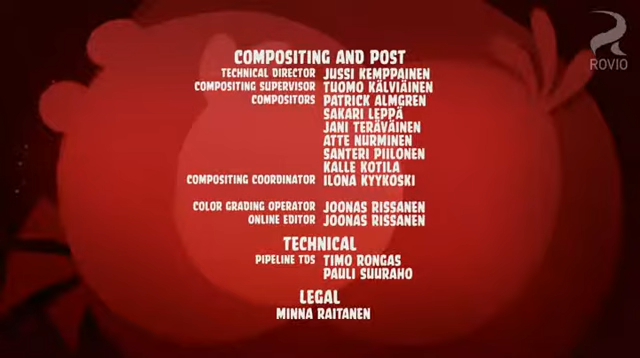 ROVIO
COMPOSITING AND POST
TECHNICAL DIRECTOR JUSSI KEMPPAINEN
COMPOSITING SUPERVISOR TUOMO KÄLVIÄINEN
COMPOSITORS PATRICK ALMGREN
SAKARI LEPPÄ
JANI TERÄVÄINEN
ATTE NURMINEN
SANTERI PIILONEN
KALLE KOTILA
COMPOSITING COORDINATOR ILONA KYYKOSKI
COLOR GRADING OPERATOR JOONAS RISSANEN
ONLINE EDITOR JOONAS RISSANEN
TECHNICAL
PIPELINE TDS TIMO RONGAS
PAULI SUURAHO
LEGAL
MINNA RAITANEN